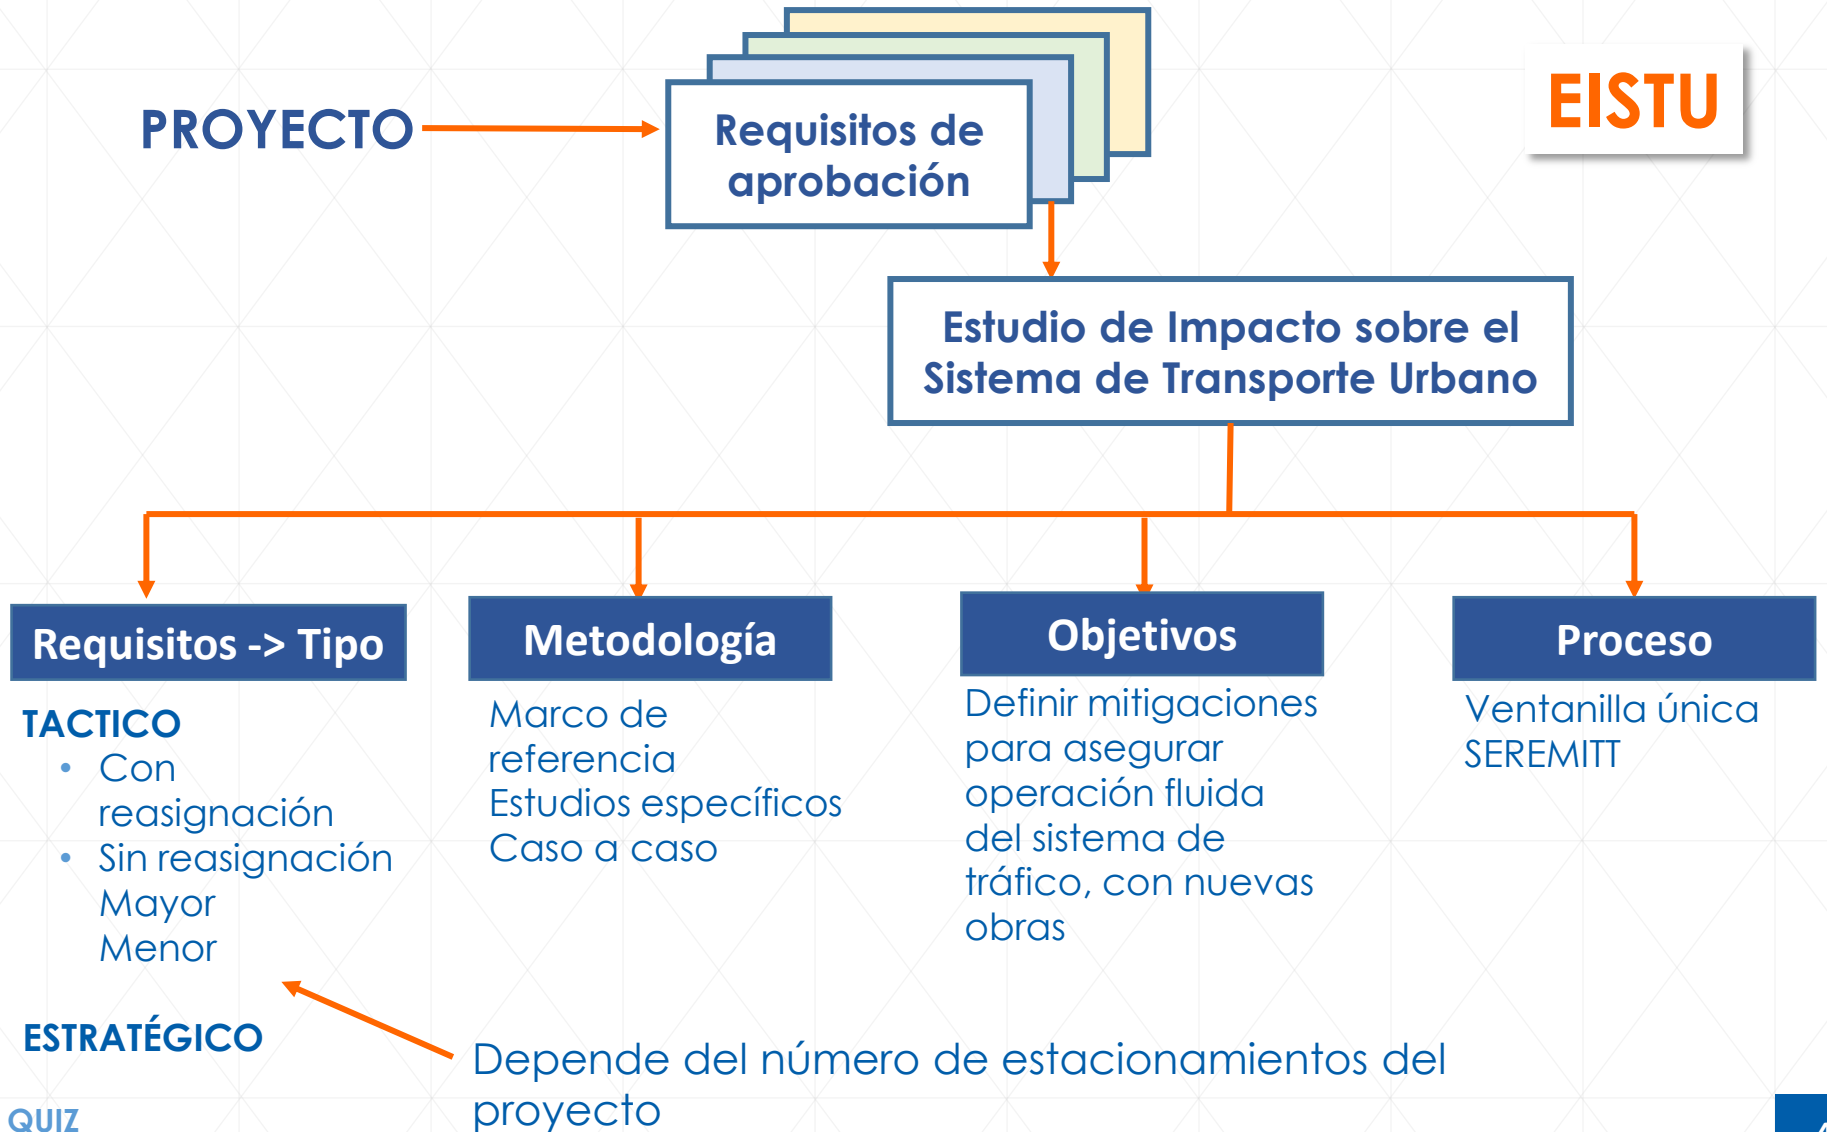 PROYECTO
Requisitos de
aprobación
EISTU
Estudio de Impacto sobre el
Sistema de Transporte Urbano
Requisitos -> Tipo
TACTICO
• Con
reasignación
• Sin reasignación
Mayor
Menor
ESTRATÉGICO
Metodología
Marco de
referencia
Estudios específicos
Caso a caso
Objetivos
Definir mitigaciones
para asegurar
operación fluida
del sistema de
tráfico, con nuevas
obras
Proceso
Ventanilla única
SEREMITT
Depende del número de estacionamientos del
proyecto
QUIZ